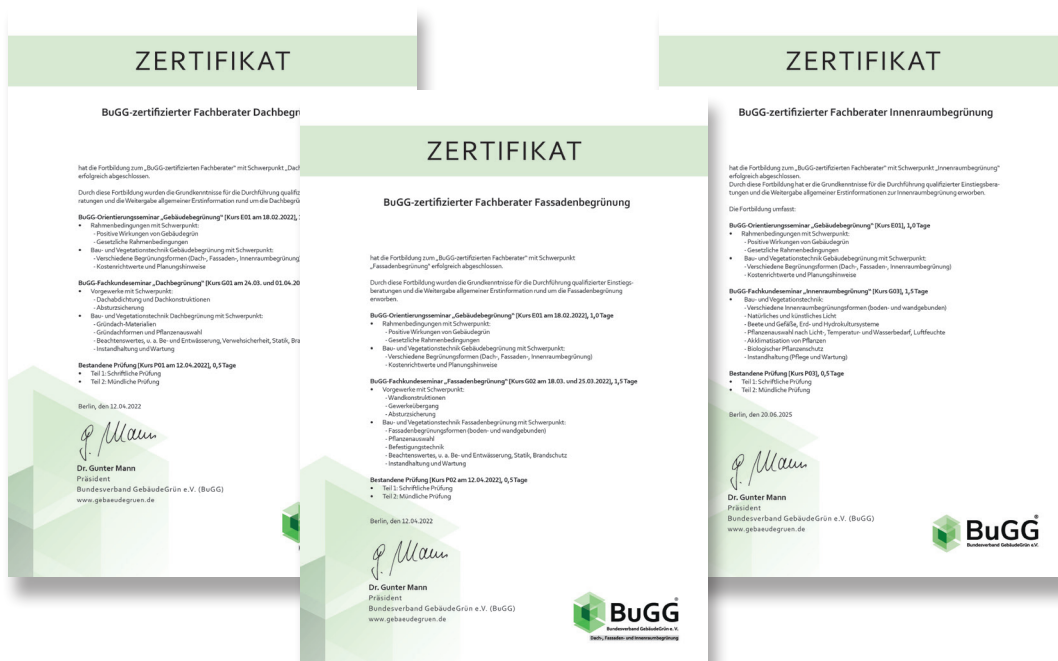 ZERTIFIKAT
BuGG-zertifizierter Fachberater Dachbegr
hat die Fortbildung zum „BuGG-zertifizierten Fachberater" mit Schwerpunkt „Dach
erfolgreich abgeschlossen.
Durch diese Fortbildung wurden die Grundkenntnisse für die Durchführung qualifiz
ratungen und die Weitergabe allgemeiner Erstinformation rund um die Dachbegrü
BuGG-Orientierungsseminar „Gebäudebegrünung" [Kurs E01 am 18.02.2022],
• Rahmenbedingungen mit Schwerpunkt:
- Positive Wirkungen von Gebäudegrün
- Gesetzliche Rahmenbedingungen
• Bau- und Vegetationstechnik Gebäudebegrünung mit Schwerpunkt:
- Verschiedene Begrünungsformen (Dach-, Fassaden-, Innenraumbegrünung)
- Kostenrichtwerte und Planungshinweise
BuGG-Fachkundeseminar „Dachbegrünung" [Kurs G01 am 24.03. und 01.04.20
• Vorgewerke mit Schwerpunkt:
- Dachabdichtung und Dachkonstruktionen
- Absturzsicherung
• Bau- und Vegetationstechnik Dachbegrünung mit Schwerpunkt:
- Gründach-Materialien
- Gründachformen und Pflanzenauswahl
- Beachtenswertes, u. a. Be- und Entwässerung, Verwehsicherheit, Statik, Bra
- Instandhaltung und Wartung
Bestandene Prüfung [Kurs P01 am 12.04.2022], 0,5 Tage
• Teil 1: Schriftliche Prüfung
• Teil 2: Mündliche Prüfung
Berlin, den 12.04.2022
G. Mann
Dr. Gunter Mann
Präsident
Bundesverband GebäudeGrün e.V. (BuGG)
www.gebaeudegruen.de
ZERTIFIKAT
BuGG-zertifizierter Fachberater Fassadenbegrünung
hat die Fortbildung zum „BuGG-zertifizierten Fachberater" mit Schwerpunkt
„Fassadenbegrünung" erfolgreich abgeschlossen.
Durch diese Fortbildung wurden die Grundkenntnisse für die Durchführung qualifizierter Einstiegs-
beratungen und die Weitergabe allgemeiner Erstinformation rund um die Fassadenbegrünung
erworben.
BuGG-Orientierungsseminar „Gebäudebegrünung" [Kurs E01 am 18.02.2022], 1,0 Tage
• Rahmenbedingungen mit Schwerpunkt:
- Positive Wirkungen von Gebäudegrün
- Gesetzliche Rahmenbedingungen
• Bau- und Vegetationstechnik Gebäudebegrünung mit Schwerpunkt:
- Verschiedene Begrünungsformen (Dach-, Fassaden-, Innenraumbegrünung)
- Kostenrichtwerte und Planungshinweise
BuGG-Fachkundeseminar „Fassadenbegrünung" [Kurs G02 am 18.03. und 25.03.2022], 1,5 Tage
• Vorgewerke mit Schwerpunkt:
- Wandkonstruktionen
- Gewerkeübergang
- Absturzsicherung
• Bau- und Vegetationstechnik Fassadenbegrünung mit Schwerpunkt:
- Fassadenbegrünungsformen (boden- und wandgebunden)
- Pflanzenauswahl
- Befestigungstechnik
- Beachtenswertes, u. a. Be- und Entwässerung, Statik, Brandschutz
- Instandhaltung und Wartung
Bestandene Prüfung [Kurs P02 am 12.04.2022], 0,5 Tage
• Teil 1: Schriftliche Prüfung
• Teil 2: Mündliche Prüfung
Berlin, den 12.04.2022
G. Mann
Dr. Gunter Mann
Präsident
Bundesverband GebäudeGrün e.V. (BuGG)
www.gebaeudegruen.de
BuGG®
Bundesverband GebäudeGrün e. V.
Dach-, Fassaden- und Innenraumbegrünung
ZERTIFIKAT
BuGG-zertifizierter Fachberater Innenraumbegrünung
hat die Fortbildung zum „BuGG-zertifizierten Fachberater" mit Schwerpunkt „Innenraumbegrünung"
erfolgreich abgeschlossen.
Durch diese Fortbildung hat er die Grundkenntnisse für die Durchführung qualifizierter Einstiegsbera-
tungen und die Weitergabe allgemeiner Erstinformationen zur Innenraumbegrünung erworben.
Die Fortbildung umfasst:
BuGG-Orientierungsseminar „Gebäudebegrünung" [Kurs E01], 1,0 Tage
• Rahmenbedingungen mit Schwerpunkt:
- Positive Wirkungen von Gebäudegrün
- Gesetzliche Rahmenbedingungen
• Bau- und Vegetationstechnik Gebäudebegrünung mit Schwerpunkt:
- Verschiedene Begrünungsformen (Dach-, Fassaden-, Innenraumbegrünung)
- Kostenrichtwerte und Planungshinweise
BuGG-Fachkundeseminar „Innenraumbegrünung" [Kurs G03], 1,5 Tage
• Bau- und Vegetationstechnik:
- Verschiedene Innenraumbegrünungsformen (boden- und wandgebunden)
- Natürliches und künstliches Licht
- Beete und Gefäße, Erd- und Hydrokultursysteme
- Pflanzenauswahl nach Licht-, Temperatur- und Wasserbedarf, Luftfeuchte
- Akklimatisation von Pflanzen
- Biologischer Pflanzenschutz
- Instandhaltung (Pflege und Wartung)
Bestandene Prüfung [Kurs P03], 0,5 Tage
• Teil 1: Schriftliche Prüfung
• Teil 2: Mündliche Prüfung
Berlin, den 20.06.2025
G. Mann
Dr. Gunter Mann
Präsident
Bundesverband GebäudeGrün e.V. (BuGG)
www.gebaeudegruen.de
BuGG®
Bundesverband GebäudeGrün e.V.